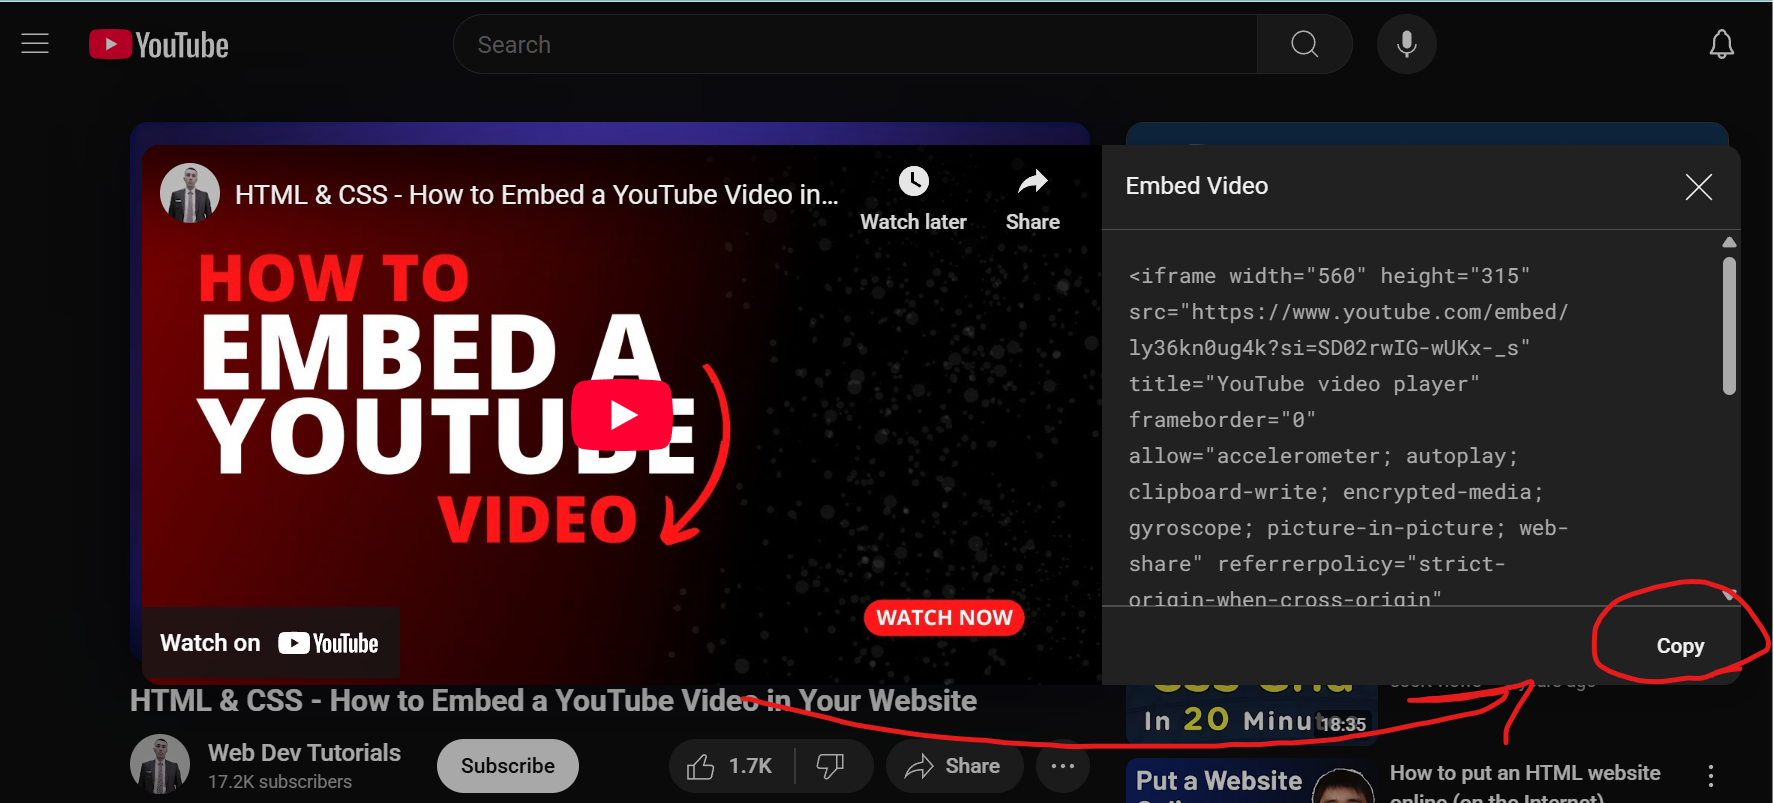 YouTube
Search
HTML & CSS - How to Embed a YouTube Video in...
Watch later
Share
HOW TO
EMBED A
YOUTUBE
VIDEO
WATCH NOW
Watch on YouTube
Embed Video
<iframe width="560" height="315"
src="https://www.youtube.com/embed/
ly36kn0ug4k?si=SD02rwIG-wUKx-_s"
title="YouTube video player"
frameborder="0"
allow="accelerometer; autoplay;
clipboard-write; encrypted-media;
gyroscope; picture-in-picture; web-
share" referrerpolicy="strict-
origin-when-cross-origin"
Copy
HTML & CSS - How to Embed a YouTube Video in Your Website
Web Dev Tutorials
17.2K subscribers
Subscribe
1.7K
Share
In 20 Minutes
18:35
Put a Website
How to put an HTML website
online (on the Internet)